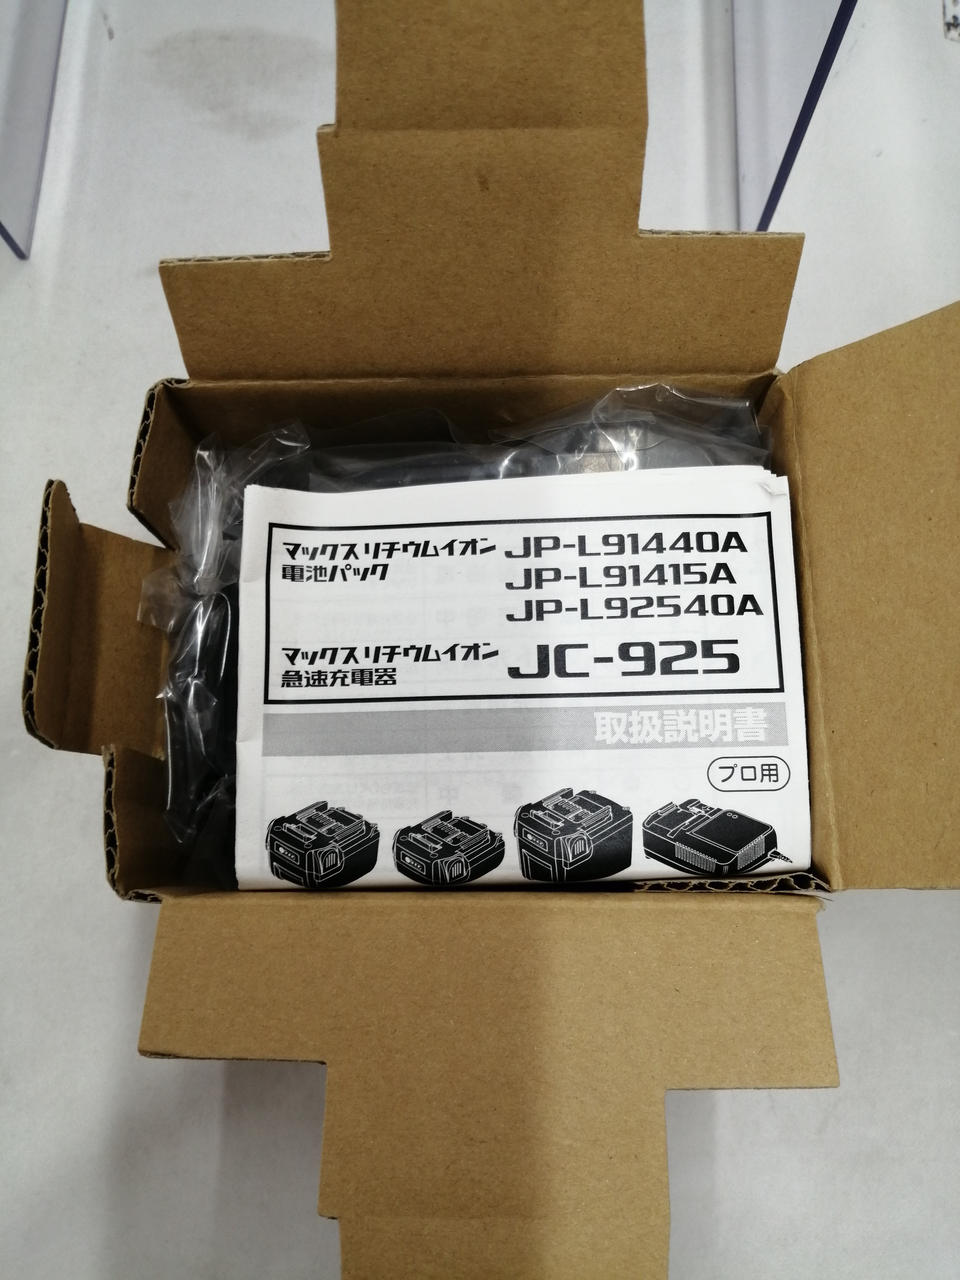 マックスリチウムイオン JP-L91440A
電池パック JP-L91415A
JP-L92540A
マックスリチウムイオン JC-925
急速充電器
取扱説明書
プロ用